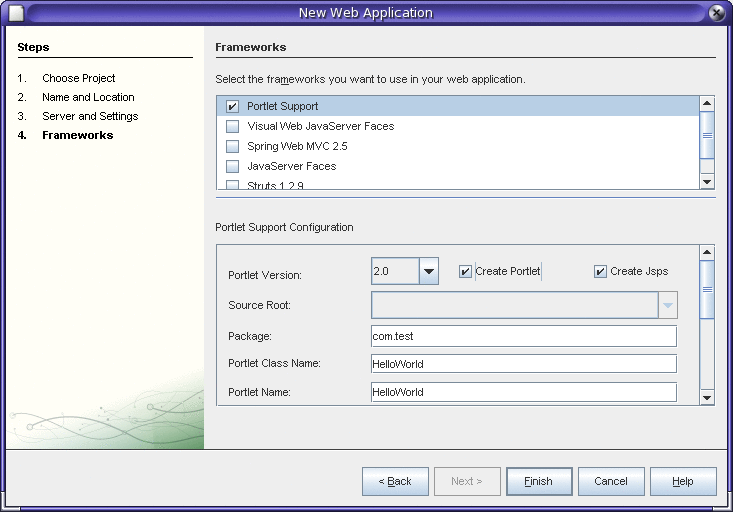 New Web Application
Steps
1. Choose Project
2. Name and Location
3. Server and Settings
4. Frameworks
Frameworks
Select the frameworks you want to use in your web application.
Portlet Support
Visual Web JavaServer Faces
Spring Web MVC 2.5
JavaServer Faces
Struts 1.2.9
Portlet Support Configuration
Portlet Version: 2.0 Create Portlet Create Jsps
Source Root:
Package: com.test
Portlet Class Name: HelloWorld
Portlet Name: HelloWorld
< Back Next > Finish Cancel Help